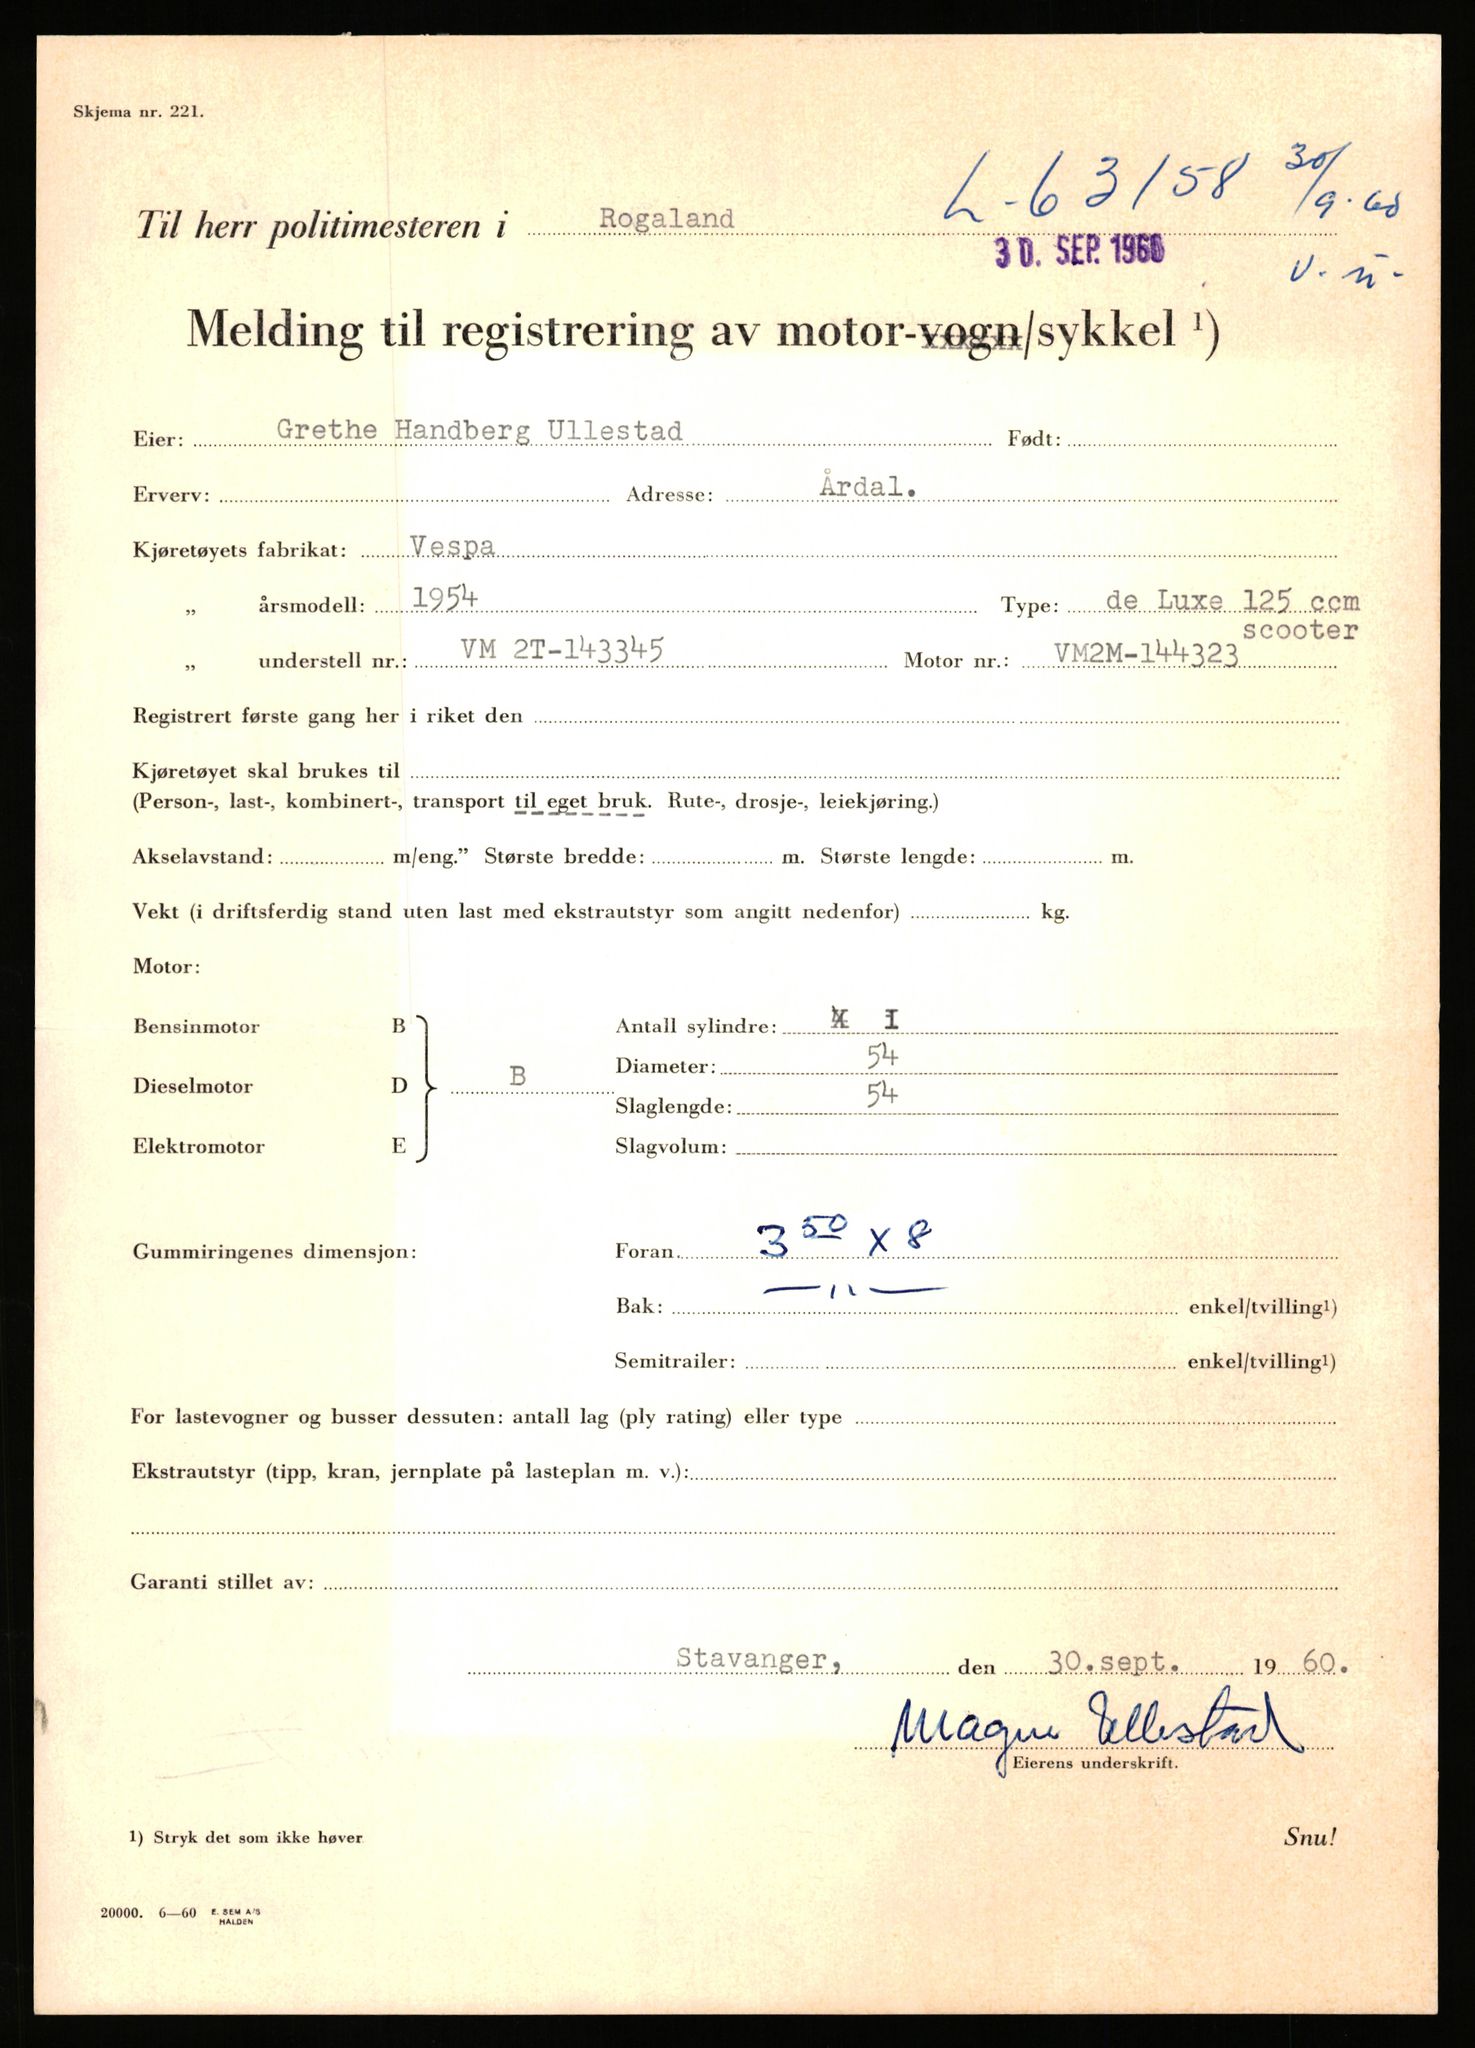 Skjema nr. 221.
L-63158 30/9-60
Til herr politimesteren i Rogaland
30. SEP. 1960
Melding til registrering av motor-vogn/sykkel ¹)
Eier: Grethe Handberg Ullestad Født:
Erverv: Adresse: Årdal.
Kjøretøyets fabrikat: Vespa
„ årsmodell: 1954 Type: de Luxe 125 ccm
scooter
„ understell nr.: VM 2T-143345 Motor nr.: VM2M-144323
Registrert første gang her i riket den
Kjøretøyet skal brukes til
(Person-, last-, kombinert-, transport til eget bruk. Rute-, drosje-, leiekjøring.)
Akselavstand: m/eng.” Største bredde: m. Største lengde: m.
Vekt (i driftsferdig stand uten last med ekstrautstyr som angitt nedenfor) kg.
Motor:
Bensinmotor B Antall sylindre: I
Diameter: 54
Dieselmotor D B
Slaglengde: 54
Elektromotor E Slagvolum:
Gummiringenes dimensjon: Foran. 3 50 x 8
Bak: —"— enkel/tvilling¹)
Semitrailer: enkel/tvilling¹)
For lastevogner og busser dessuten: antall lag (ply rating) eller type
Ekstrautstyr (tipp, kran, jernplate på lasteplan m. v.):
Garanti stillet av:
Stavanger, den 30.sept. 19 60.
Magne Ullestad
Eierens underskrift.
1) Stryk det som ikke høver
Snu!
20000. 6—60 E. SEM A/S
HALDEN